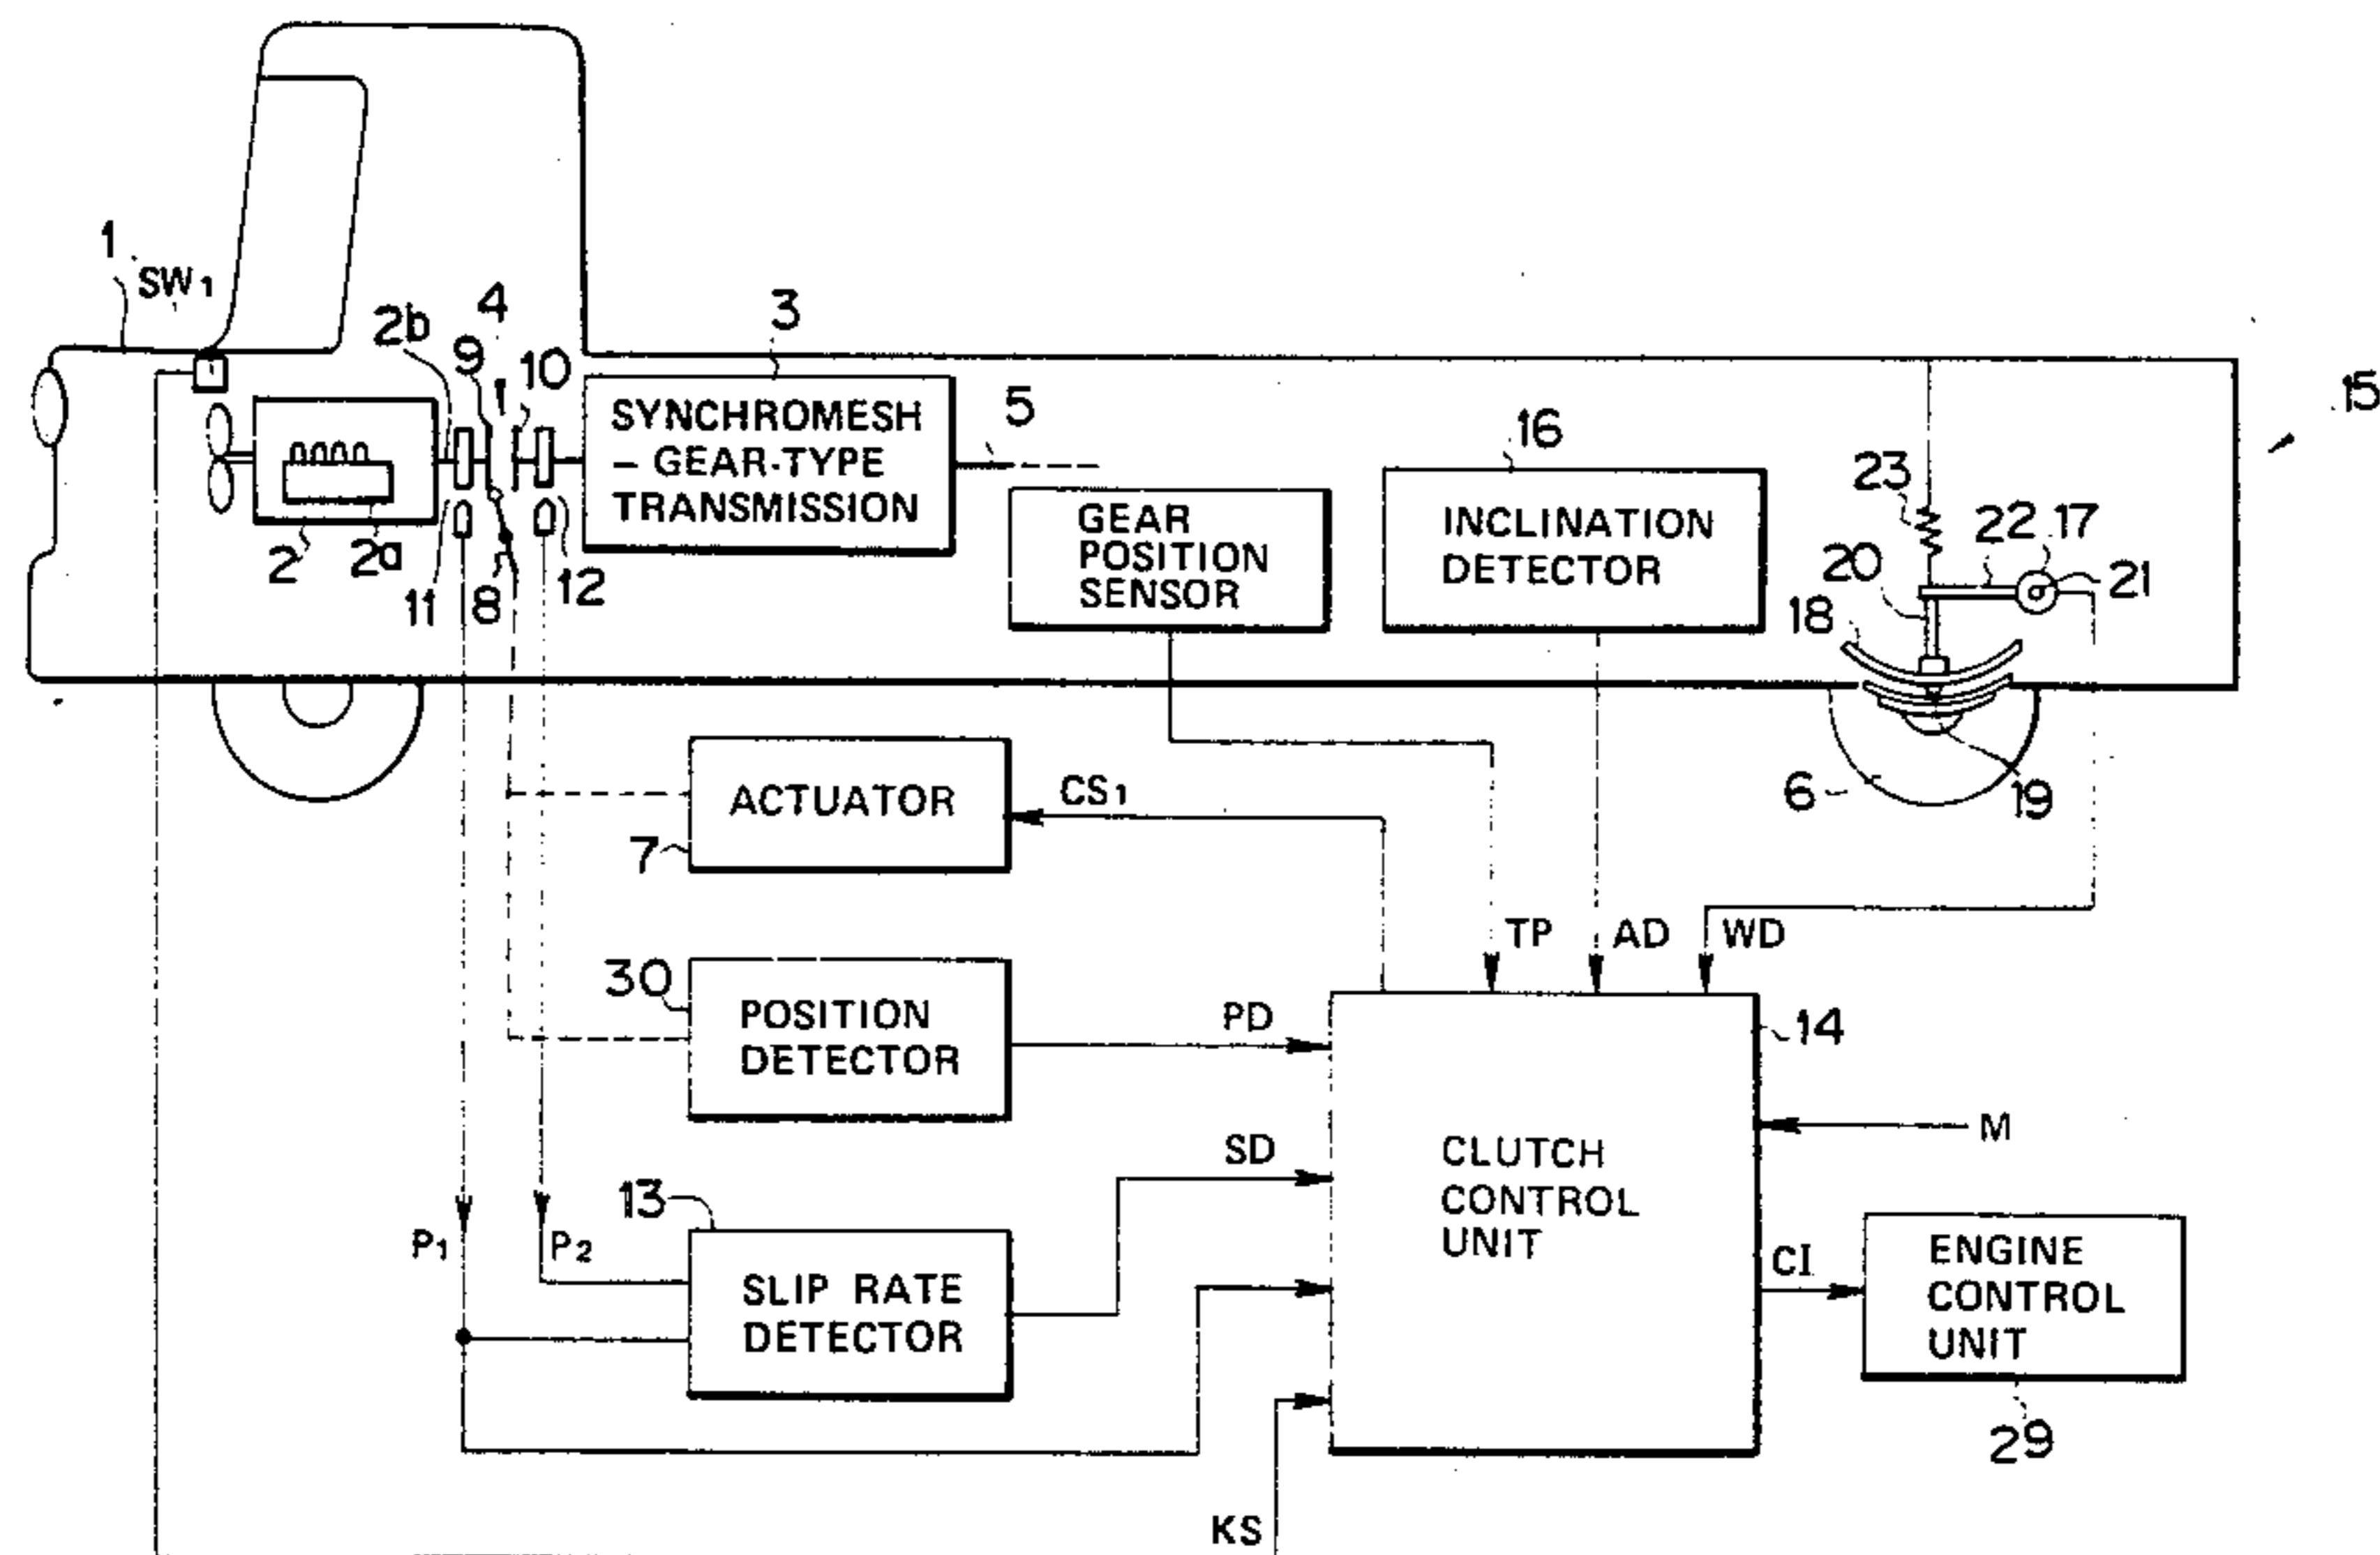 1
SW1
2b
9
4
10
3
SYNCHROMESH
- GEAR-TYPE
TRANSMISSION
5
GEAR
POSITION
SENSOR
16
INCLINATION
DETECTOR
15
23
22
17
20
21
18
2
2a
11
8
12
6
19
ACTUATOR
7
CS1
TP
AD
WD
30
POSITION
DETECTOR
PD
14
M
SD
CLUTCH
CONTROL
UNIT
13
P1
P2
SLIP RATE
DETECTOR
CI
ENGINE
CONTROL
UNIT
29
KS